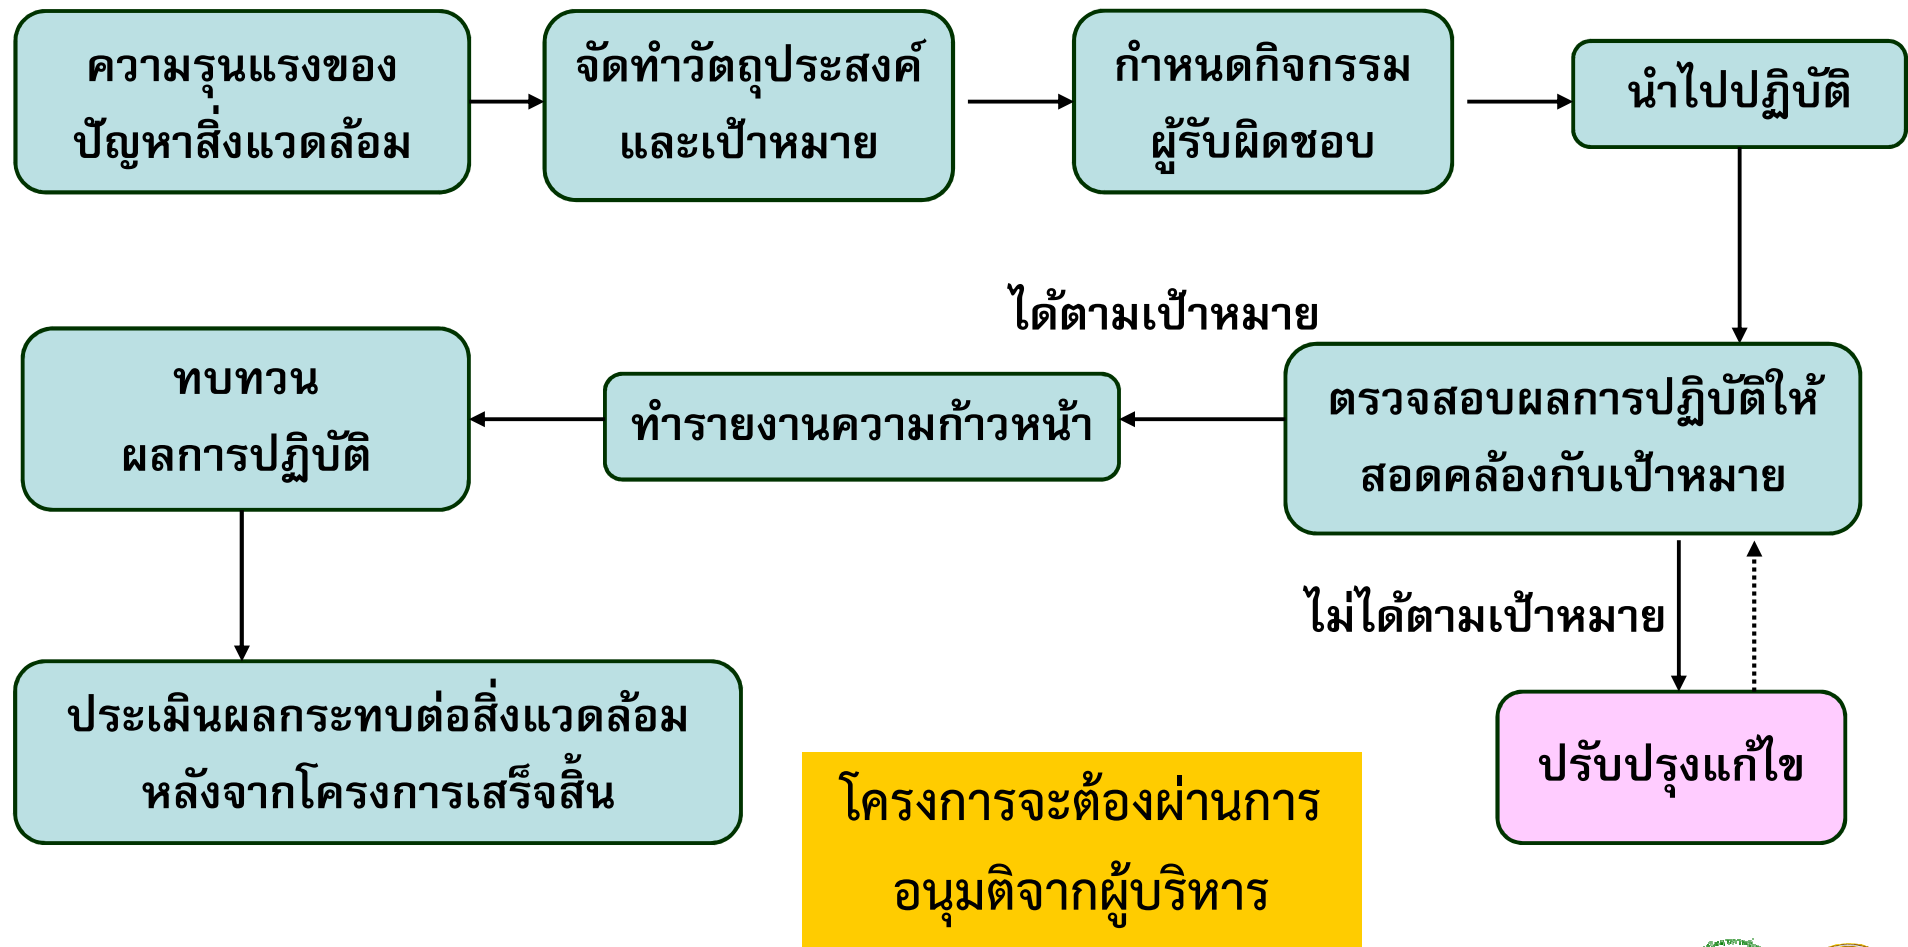 ความรุนแรงของ
ปัญหาสิ่งแวดล้อม
จัดทำวัตถุประสงค์
และเป้าหมาย
กำหนดกิจกรรม
ผู้รับผิดชอบ
นำไปปฏิบัติ
ได้ตามเป้าหมาย
ทบทวน
ผลการปฏิบัติ
ทำรายงานความก้าวหน้า
ตรวจสอบผลการปฏิบัติให้
สอดคล้องกับเป้าหมาย
ไม่ได้ตามเป้าหมาย
ประเมินผลกระทบต่อสิ่งแวดล้อม
หลังจากโครงการเสร็จสิ้น
ปรับปรุงแก้ไข
โครงการจะต้องผ่านการ
อนุมติจากผู้บริหาร